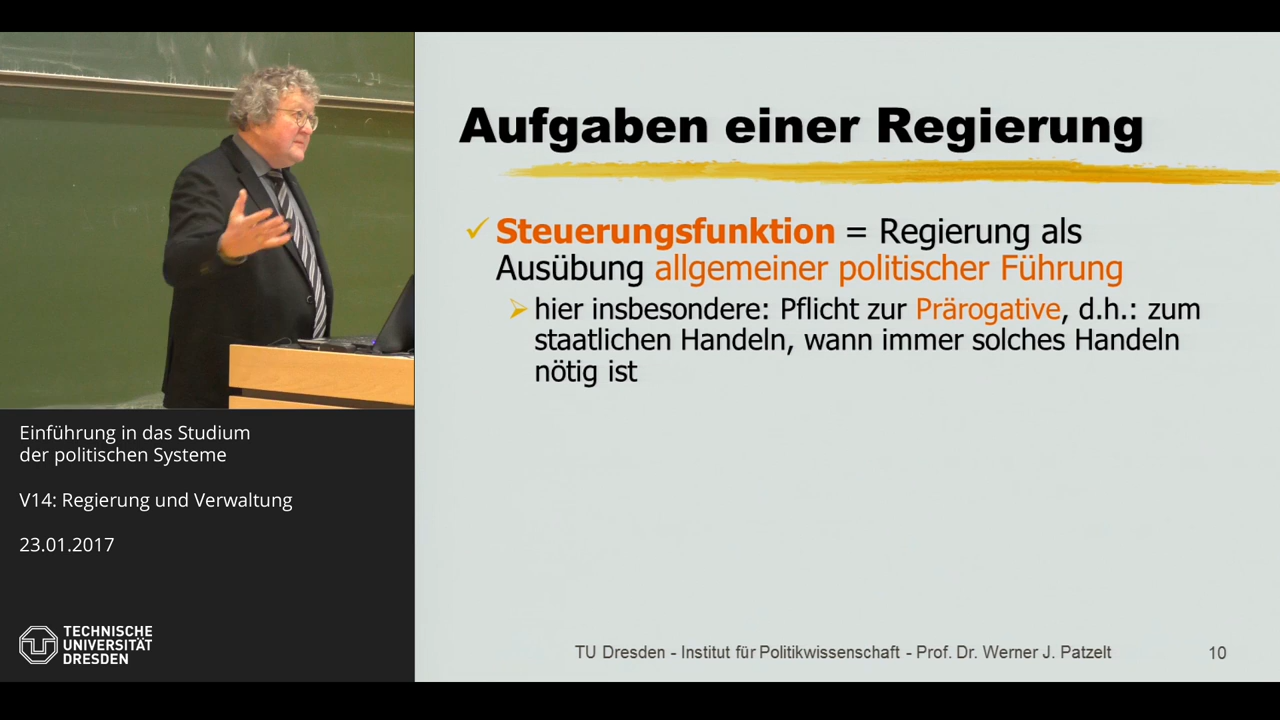 Aufgaben einer Regierung
Steuerungsfunktion = Regierung als
Ausübung allgemeiner politischer Führung
hier insbesondere: Pflicht zur Prärogative, d.h.: zum
staatlichen Handeln, wann immer solches Handeln
nötig ist
Einführung in das Studium
der politischen Systeme
V14: Regierung und Verwaltung
23.01.2017
TECHNISCHE
UNIVERSITÄT
DRESDEN
TU Dresden - Institut für Politikwissenschaft - Prof. Dr. Werner J. Patzelt
10